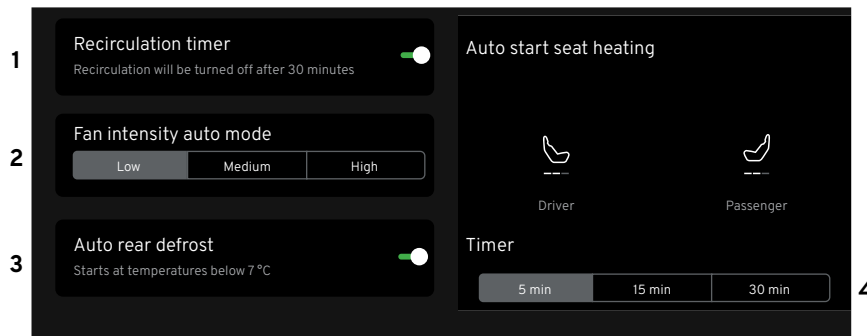 1
Recirculation timer
Recirculation will be turned off after 30 minutes
2
Fan intensity auto mode
Low Medium High
3
Auto rear defrost
Starts at temperatures below 7 °C
Auto start seat heating
Driver Passenger
Timer
5 min 15 min 30 min
4